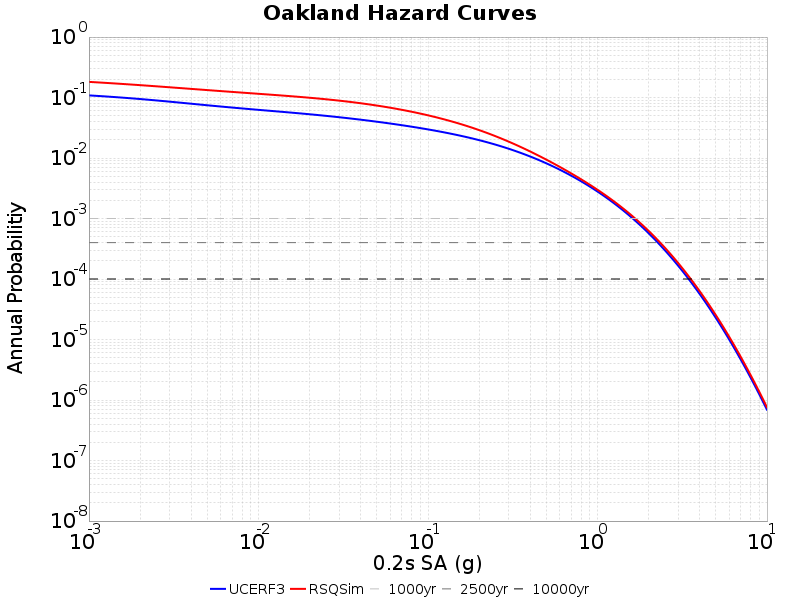 Oakland Hazard Curves
10^0
10^-1
10^-2
10^-3
10^-4
10^-5
10^-6
10^-7
10^-8
Annual Probabilitiy
10^-3 10^-2 10^-1 10^0 10^1
0.2s SA (g)
UCERF3 RSQSim 1000yr 2500yr 10000yr